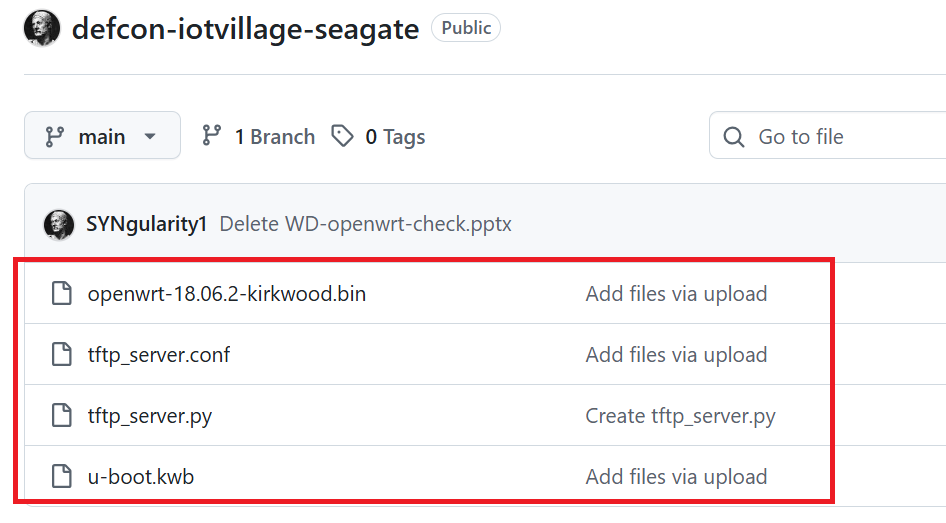 defcon-iotvillage-seagate Public
main 1 Branch 0 Tags Go to file
SYNgularity1 Delete WD-openwrt-check.pptx
openwrt-18.06.2-kirkwood.bin Add files via upload
tftp_server.conf Add files via upload
tftp_server.py Create tftp_server.py
u-boot.kwb Add files via upload